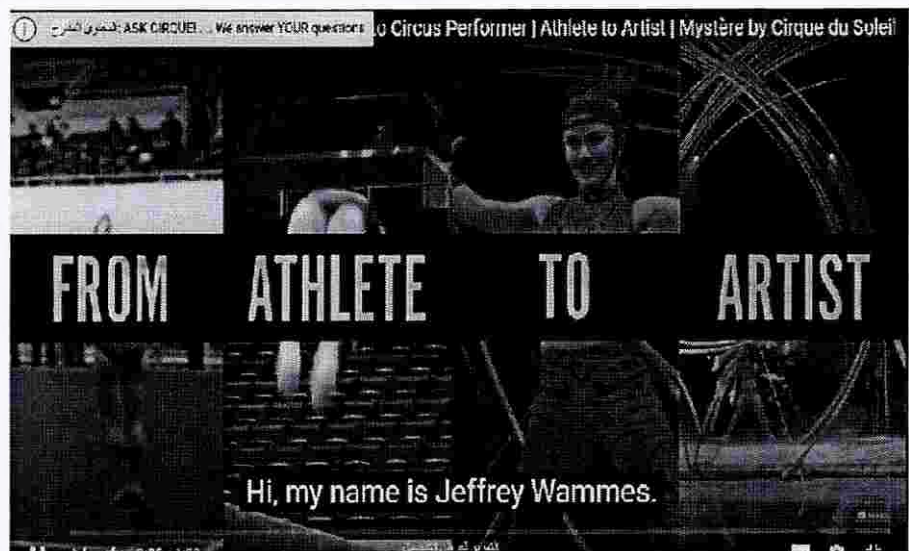 ASK CIRQUE! ... We answer YOUR questions
to Circus Performer | Athlete to Artist | Mystère by Cirque du Soleil
FROM ATHLETE TO ARTIST
Hi, my name is Jeffrey Wammes.